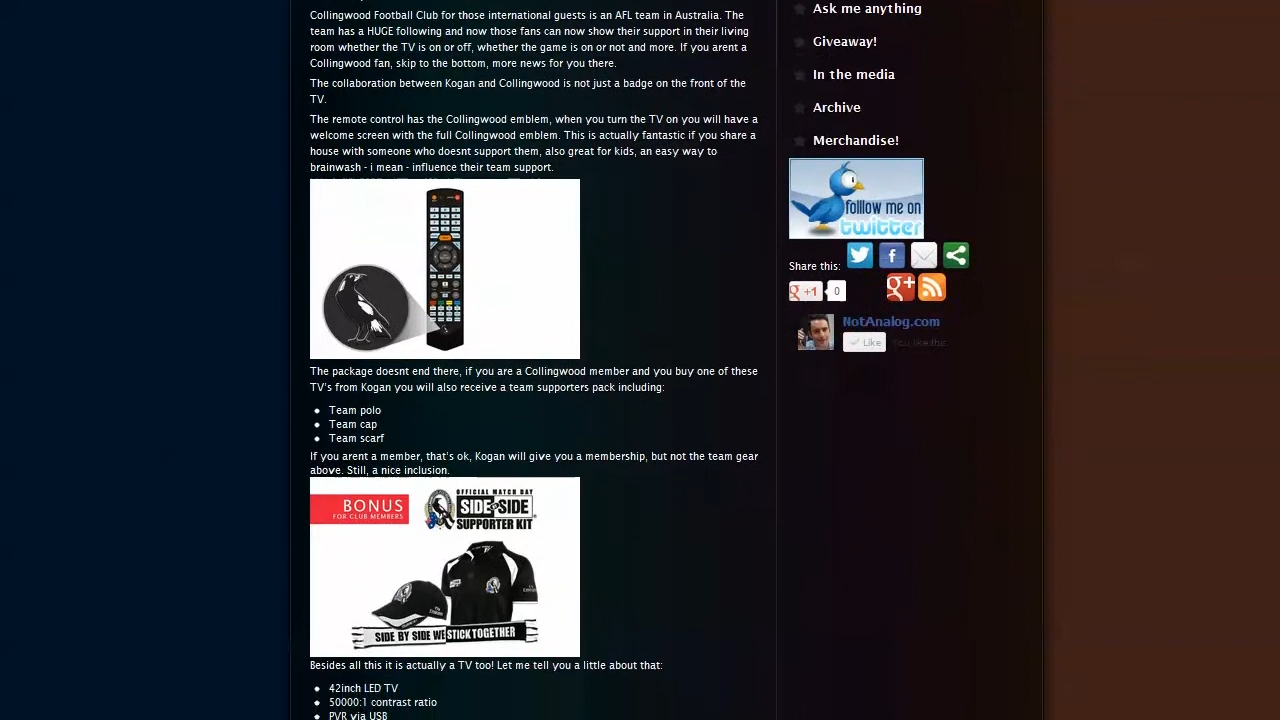 Collingwood Football Club for those international guests is an AFL team in Australia. The
team has a HUGE following and now those fans can now show their support in their living
room whether the TV is on or off, whether the game is on or not and more. If you arent a
Collingwood fan, skip to the bottom, more news for you there.
The collaboration between Kogan and Collingwood is not just a badge on the front of the
TV.
The remote control has the Collingwood emblem, when you turn the TV on you will have a
welcome screen with the full Collingwood emblem. This is actually fantastic if you share a
house with someone who doesnt support them, also great for kids, an easy way to
brainwash - i mean - influence their team support.
The package doesnt end there, if you are a Collingwood member and you buy one of these
TV's from Kogan you will also receive a team supporters pack including:
Team polo
Team cap
Team scarf
If you arent a member, that's ok, Kogan will give you a membership, but not the team gear
above. Still, a nice inclusion.
BONUS
FOR CLUB MEMBERS
OFFICIAL MATCH DAY
SIDE BY SIDE
SUPPORTER KIT
SIDE BY SIDE WE STICK TOGETHER
Besides all this it is actually a TV too! Let me tell you a little about that:
42inch LED TV
50000:1 contrast ratio
PVR via USB
Ask me anything
Giveaway!
In the media
Archive
Merchandise!
folllow me on
twitter
Share this:
g +1 0
g+
NotAnalog.com
Like You like this.